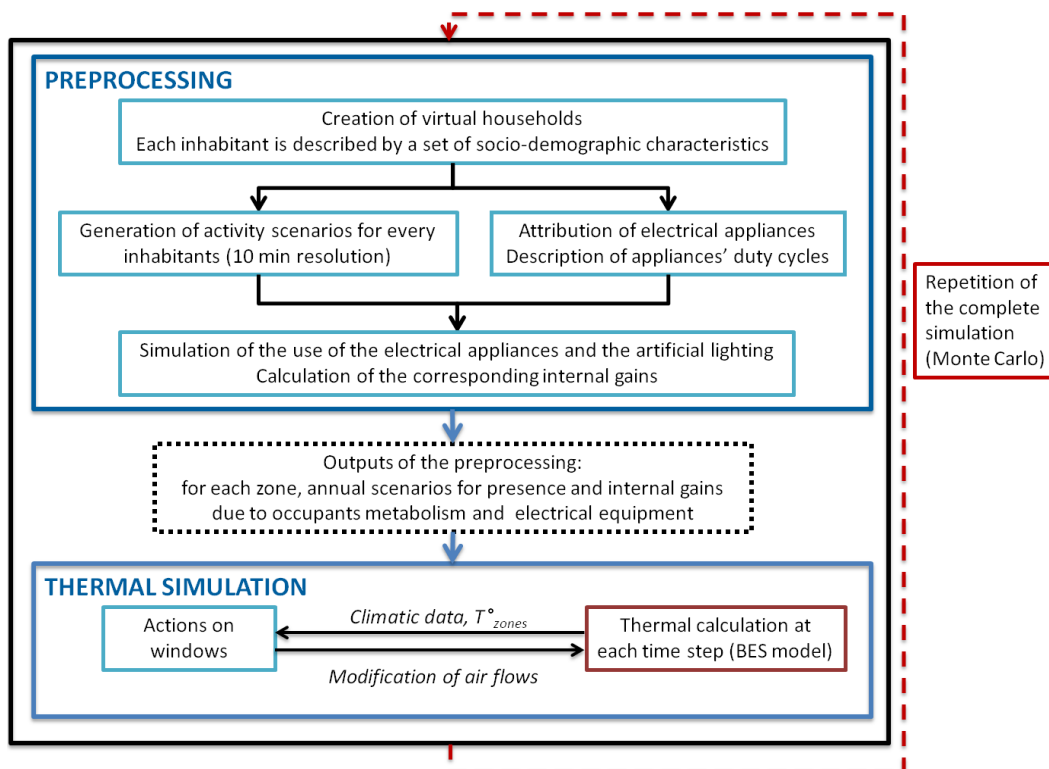 PREPROCESSING
Creation of virtual households
Each inhabitant is described by a set of socio-demographic characteristics
Generation of activity scenarios for every
inhabitants (10 min resolution)
Attribution of electrical appliances
Description of appliances’ duty cycles
Simulation of the use of the electrical appliances and the artificial lighting
Calculation of the corresponding internal gains
Outputs of the preprocessing:
for each zone, annual scenarios for presence and internal gains
due to occupants metabolism and electrical equipment
THERMAL SIMULATION
Actions on
windows
Climatic data, T°zones
Modification of air flows
Thermal calculation at
each time step (BES model)
Repetition of
the complete
simulation
(Monte Carlo)